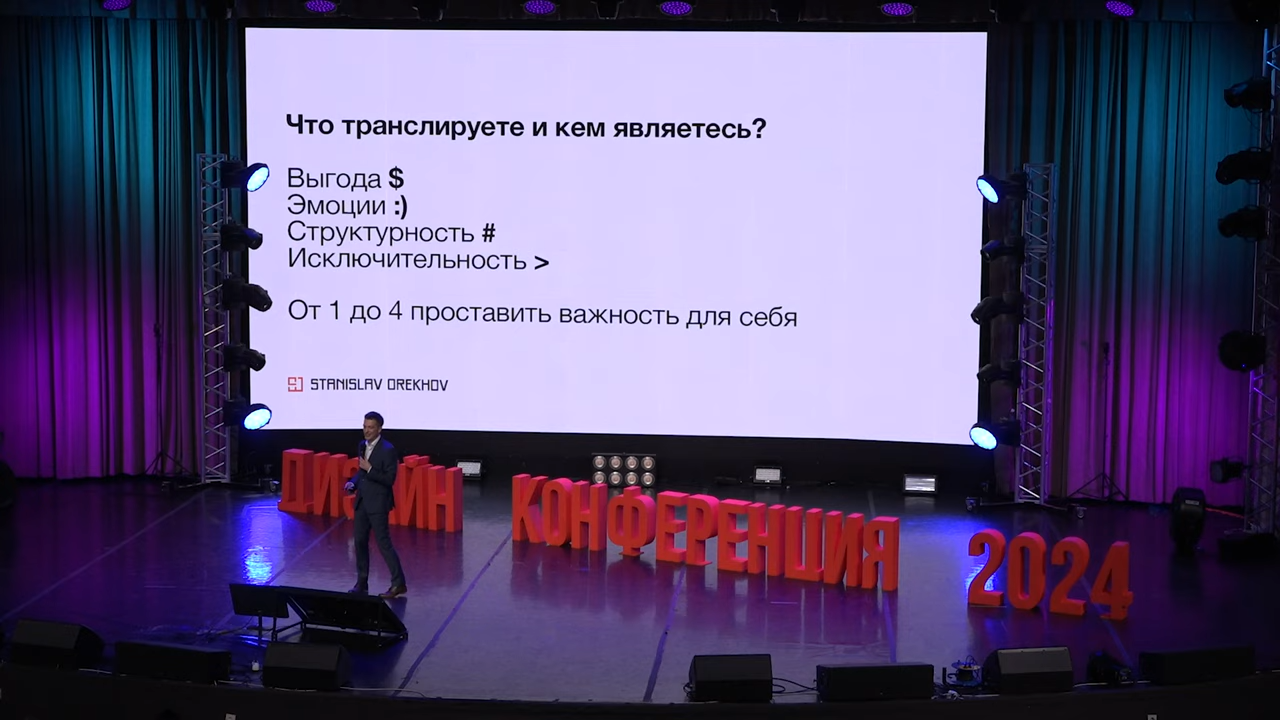 Что транслируете и кем являетесь?
Выгода $
Эмоции :)
Структурность #
Исключительность >
От 1 до 4 проставить важность для себя
STANISLAV OREKHOV
ДИЗАЙН КОНФЕРЕНЦИЯ 2024